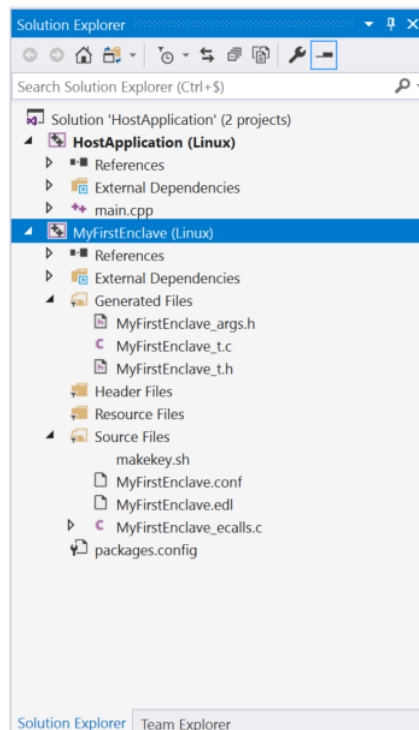 Solution Explorer
Search Solution Explorer (Ctrl+$)
Solution 'HostApplication' (2 projects)
HostApplication (Linux)
References
External Dependencies
main.cpp
MyFirstEnclave (Linux)
References
External Dependencies
Generated Files
MyFirstEnclave_args.h
MyFirstEnclave_t.c
MyFirstEnclave_t.h
Header Files
Resource Files
Source Files
makekey.sh
MyFirstEnclave.conf
MyFirstEnclave.edl
MyFirstEnclave_ecalls.c
packages.config
Solution Explorer Team Explorer